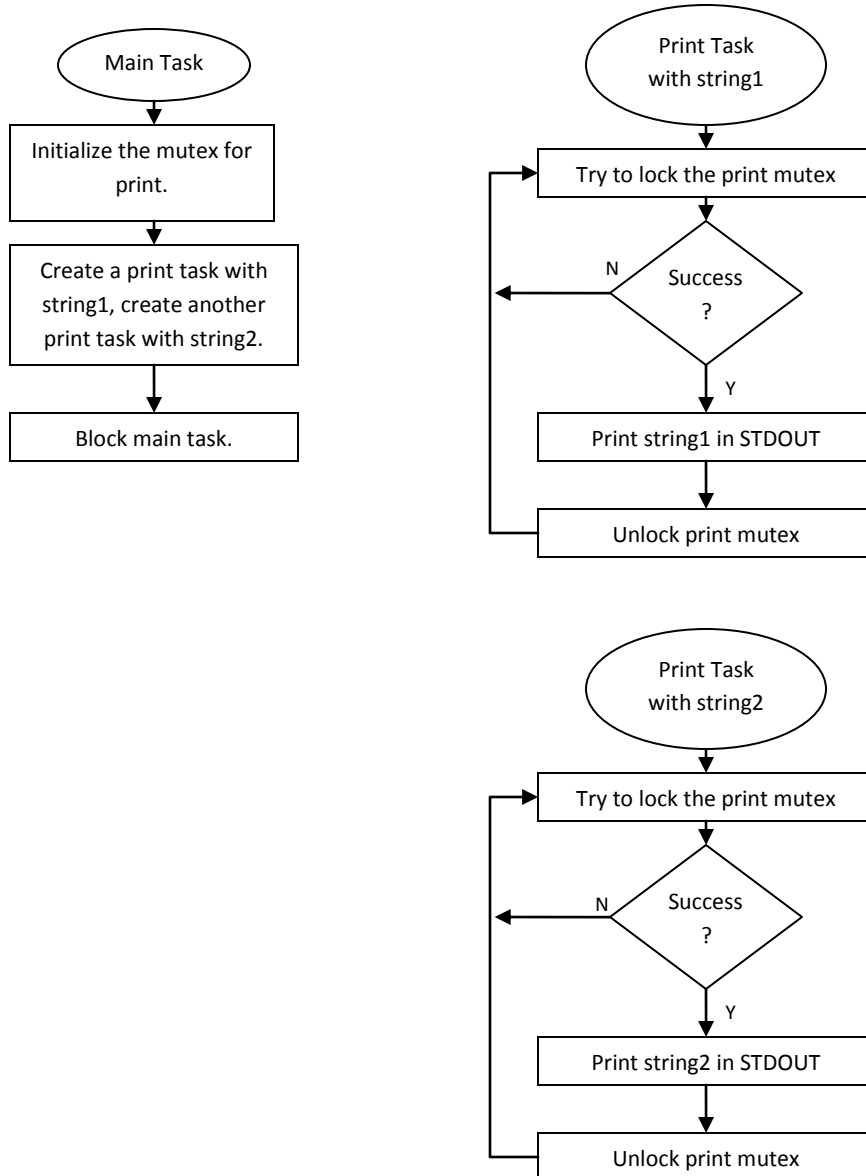 Main Task
Initialize the mutex for
print.
Create a print task with
string1, create another
print task with string2.
Block main task.
Print Task
with string1
Try to lock the print mutex
N
Success
?
Y
Print string1 in STDOUT
Unlock print mutex
Print Task
with string2
Try to lock the print mutex
N
Success
?
Y
Print string2 in STDOUT
Unlock print mutex